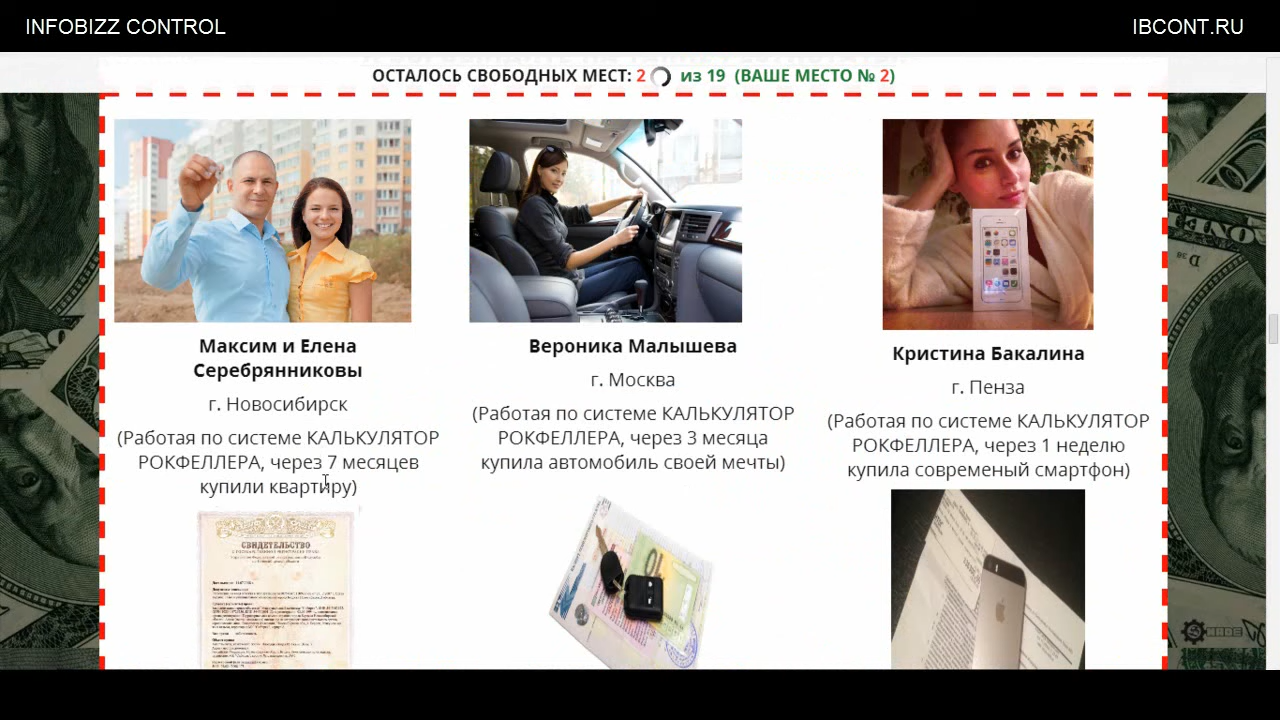 INFOBIZZ CONTROL
IBCONT.RU
ОСТАЛОСЬ СВОБОДНЫХ МЕСТ: 2 из 19 (ВАШЕ МЕСТО № 2)
Максим и Елена
Серебрянниковы
г. Новосибирск
(Работая по системе КАЛЬКУЛЯТОР
РОКФЕЛЛЕРА, через 7 месяцев
купили квартиру)
СВИДЕТЕЛЬСТВО
Вероника Малышева
г. Москва
(Работая по системе КАЛЬКУЛЯТОР
РОКФЕЛЛЕРА, через 3 месяца
купила автомобиль своей мечты)
Кристина Бакалина
г. Пенза
(Работая по системе КАЛЬКУЛЯТОР
РОКФЕЛЛЕРА, через 1 неделю
купила современый смартфон)